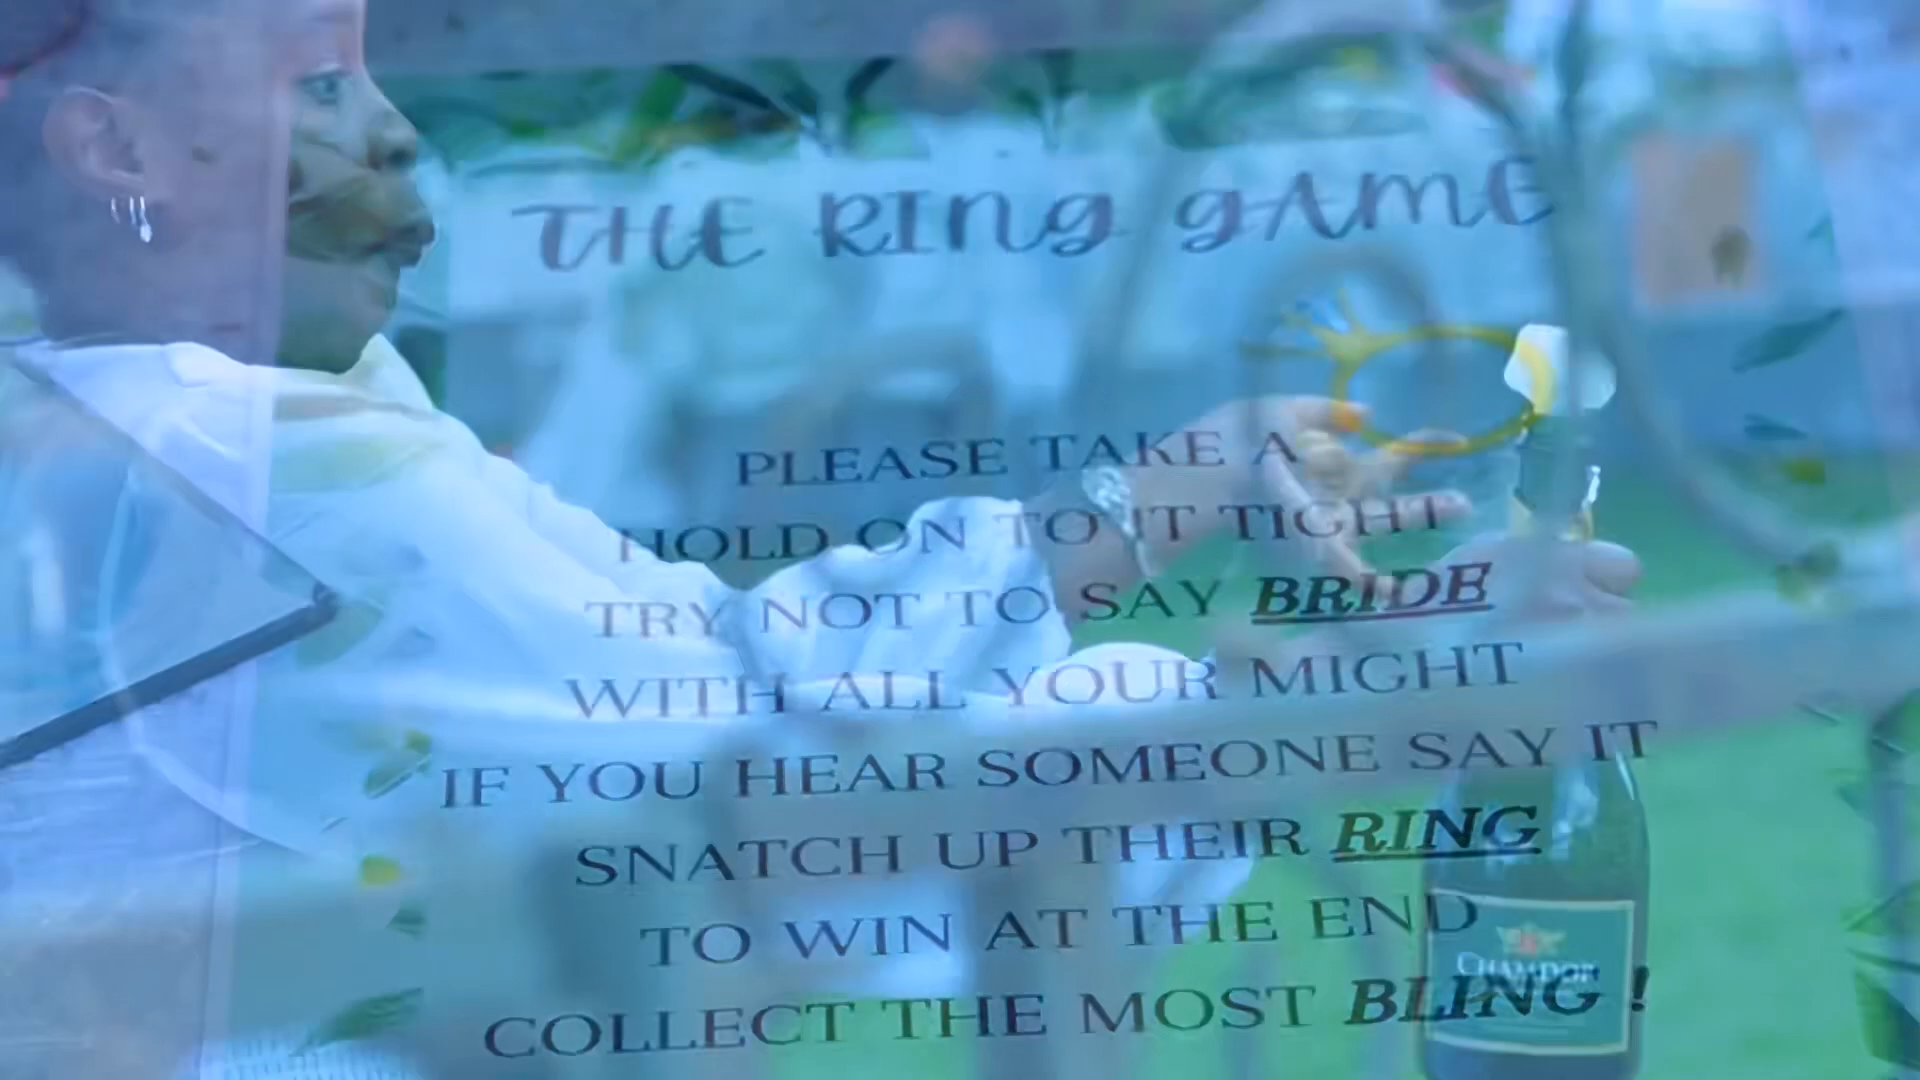 THE RING GAME
PLEASE TAKE A
HOLD ON TO IT TIGHT
TRY NOT TO SAY BRIDE
WITH ALL YOUR MIGHT
IF YOU HEAR SOMEONE SAY IT
SNATCH UP THEIR RING
TO WIN AT THE END
COLLECT THE MOST BLING !
CHAMDOR